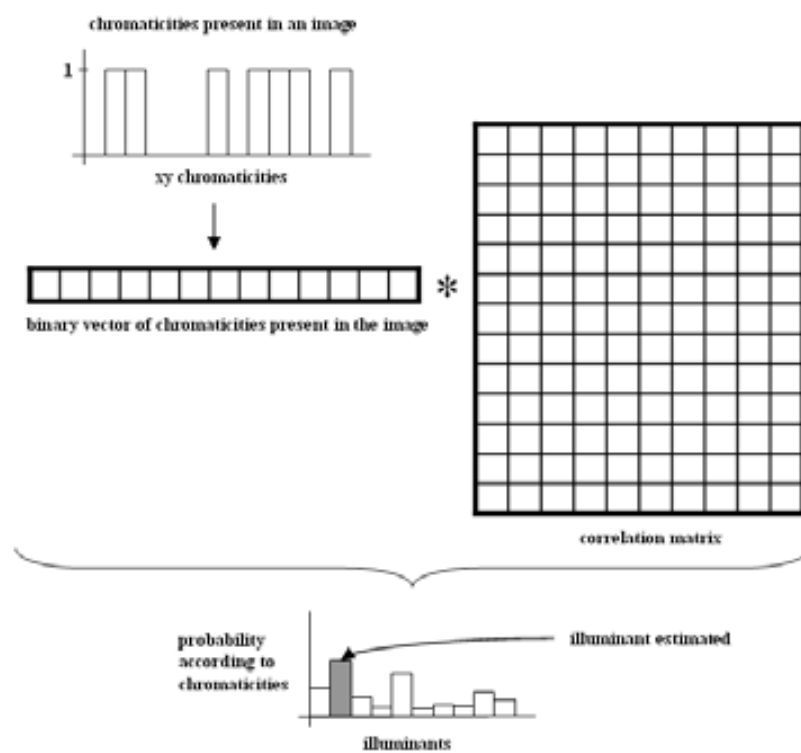 chromaticities present in an image
1
xy chromaticities
*
binary vector of chromaticities present in the image
correlation matrix
probability
according to
chromaticities
illuminant estimated
illuminants